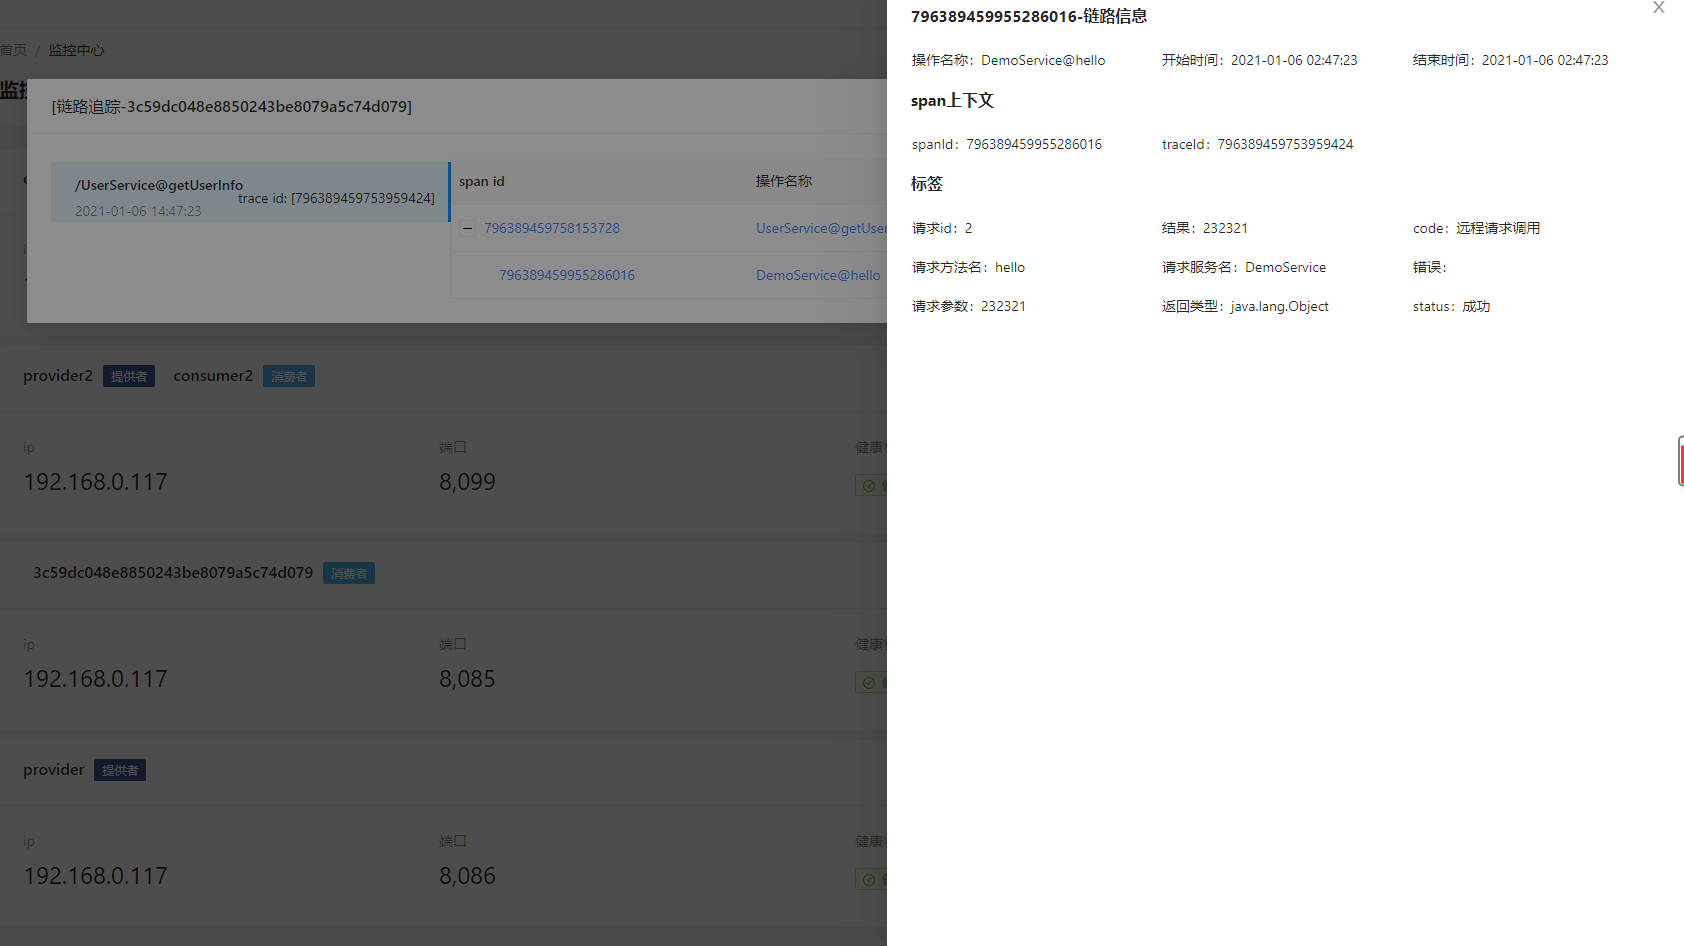 首页 / 监控中心
监控
[链路追踪-3c59dc048e8850243be8079a5c74d079]
/UserService@getUserInfo
trace id: [796389459753959424]
2021-01-06 14:47:23
span id 操作名称
796389459758153728 UserService@getUser
796389459955286016 DemoService@hello
provider2 提供者 consumer2 消费者
ip 端口 健康
192.168.0.117 8,099
3c59dc048e8850243be8079a5c74d079 消费者
ip 端口 健康
192.168.0.117 8,085
provider 提供者
ip 端口 健康
192.168.0.117 8,086
796389459955286016-链路信息
操作名称：DemoService@hello 开始时间：2021-01-06 02:47:23 结束时间：2021-01-06 02:47:23
span上下文
spanId：796389459955286016 traceId：796389459753959424
标签
请求id：2 结果：232321 code：远程请求调用
请求方法名：hello 请求服务名：DemoService 错误：
请求参数：232321 返回类型：java.lang.Object status：成功